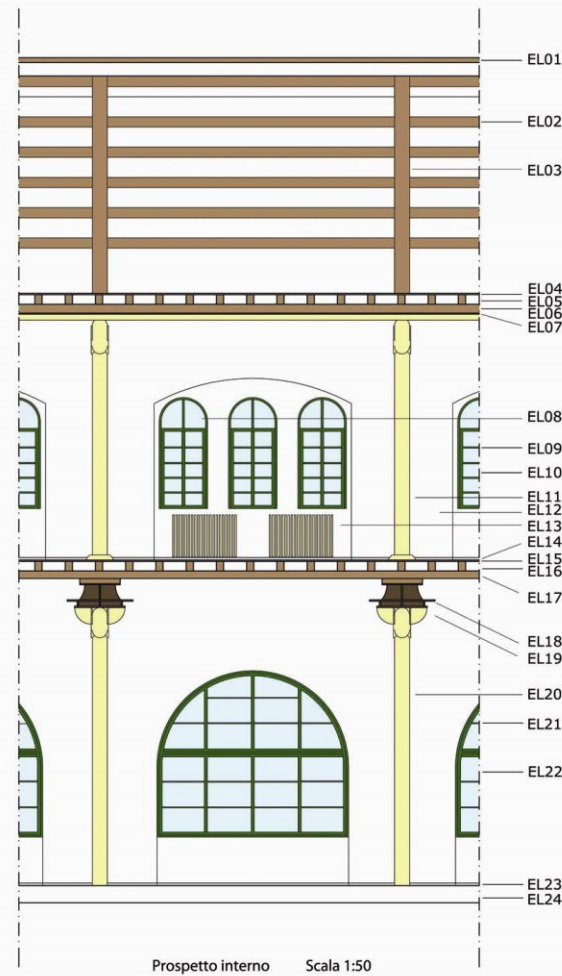 EL01
EL02
EL03
EL04
EL05
EL06
EL07
EL08
EL09
EL10
EL11
EL12
EL13
EL14
EL15
EL16
EL17
EL18
EL19
EL20
EL21
EL22
EL23
EL24
Prospetto interno Scala 1:50